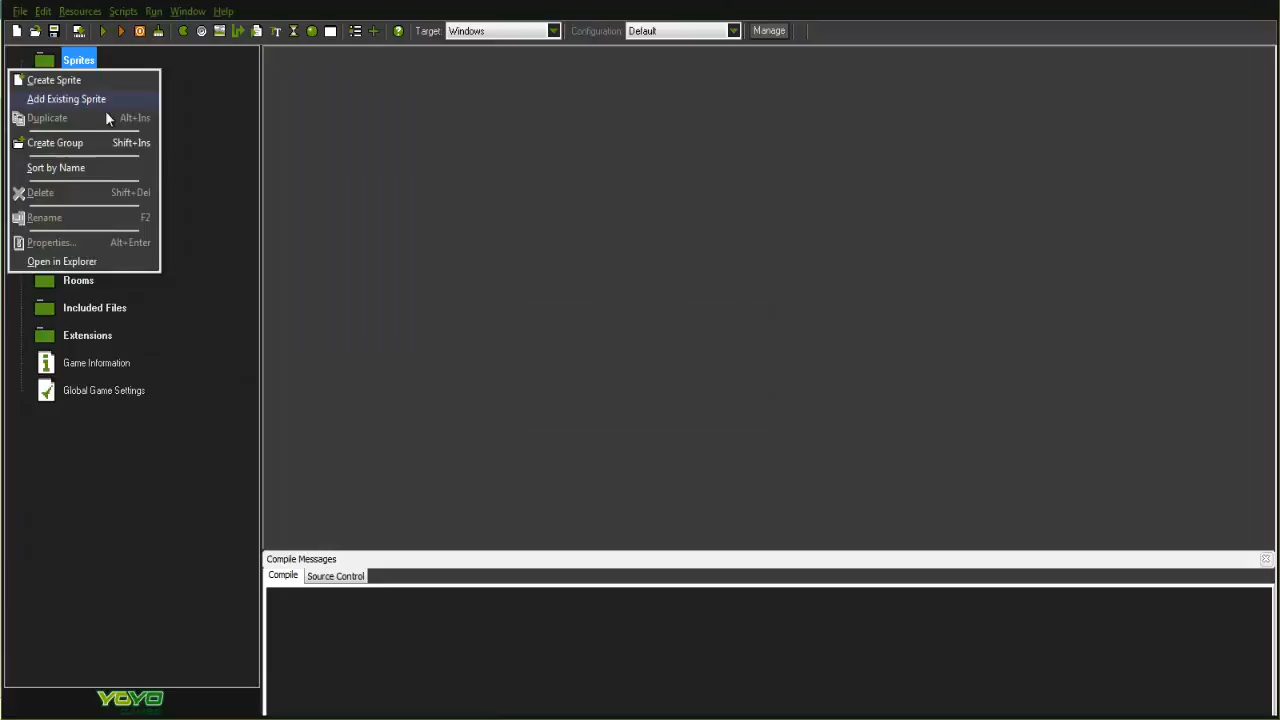 File Edit Resources Scripts Run Window Help
Target: Windows Configuration: Default Manage
Sprites
Create Sprite
Add Existing Sprite
Duplicate Alt+Ins
Create Group Shift+Ins
Sort by Name
Delete Shift+Del
Rename F2
Properties... Alt+Enter
Open in Explorer
Rooms
Included Files
Extensions
Game Information
Global Game Settings
Compile Messages
Compile Source Control
YOYO